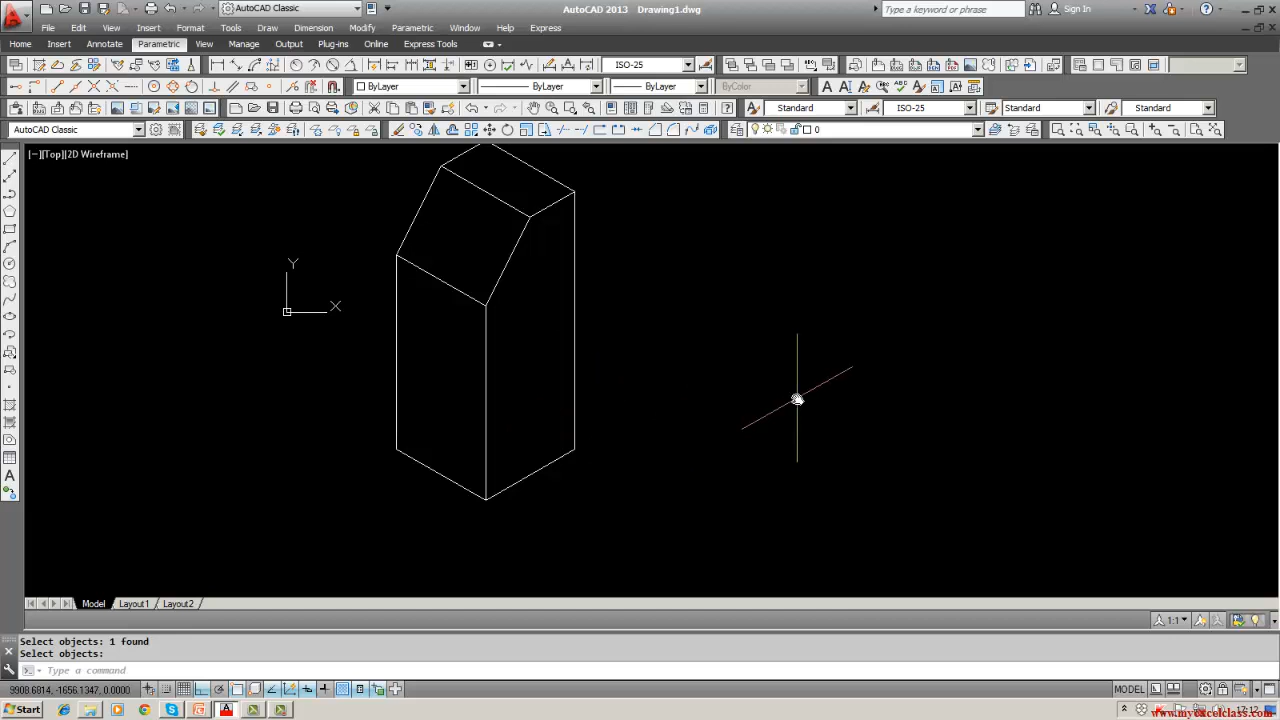 AutoCAD Classic
AutoCAD 2013 Drawing1.dwg
Type a keyword or phrase
Sign In
File Edit View Insert Format Tools Draw Dimension Modify Parametric Window Help Express
Home Insert Annotate Parametric View Manage Output Plug-ins Online Express Tools
ISO-25
ByLayer ByLayer ByLayer ByColor
Standard ISO-25 Standard Standard
AutoCAD Classic
0
[−][Top][2D Wireframe]
Y
X
Model Layout1 Layout2
1:1
Select objects: 1 found
Select objects:
Type a command
9908.6814, -1656.1347, 0.0000
MODEL
Start
17:12
www.myexcelclass.com